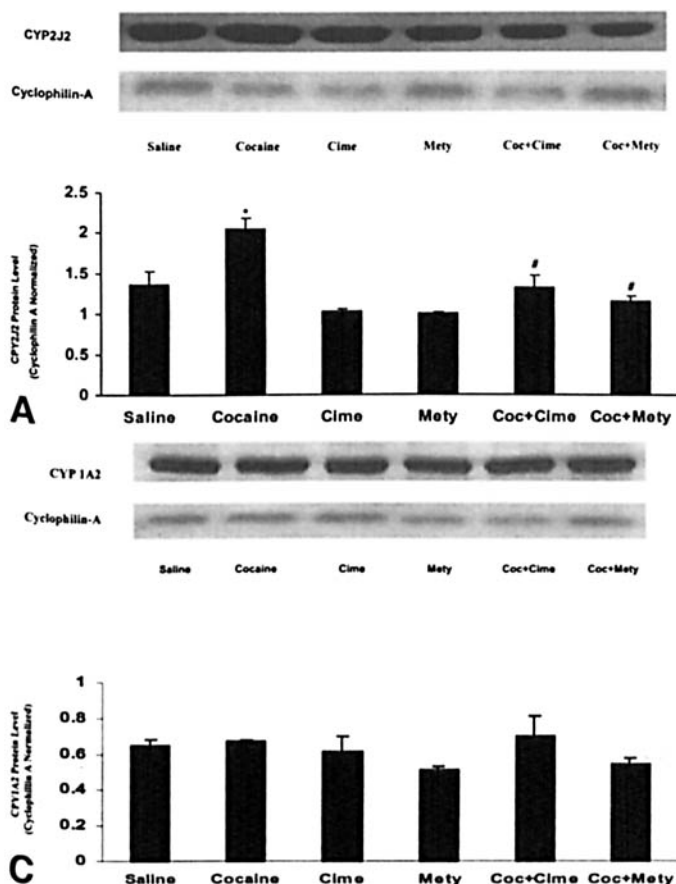 CYP2J2
Cyclophilin-A
Saline Cocaine Cime Mety Coc+Cime Coc+Mety
CPY2J2 Protein Level
(Cyclophilin A Normalized)
2.5
2
1.5
1
0.5
0
*
#
#
Saline Cocaine Cime Mety Coc+Cime Coc+Mety
A
CYP 1A2
Cyclophilin-A
Saline Cocaine Cime Mety Coc+Cime Coc+Mety
CPY1A2 Protein Level
(Cyclophilin A Normalized)
1
0.8
0.6
0.4
0.2
0
Saline Cocaine Cime Mety Coc+Cime Coc+Mety
C